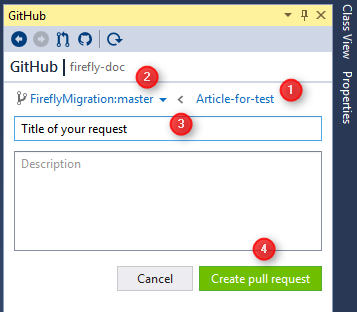 GitHub
GitHub | firefly-doc
2
1
FireflyMigration:master < Article-for-test
Title of your request
3
Description
4
Cancel
Create pull request
Class View
Properties